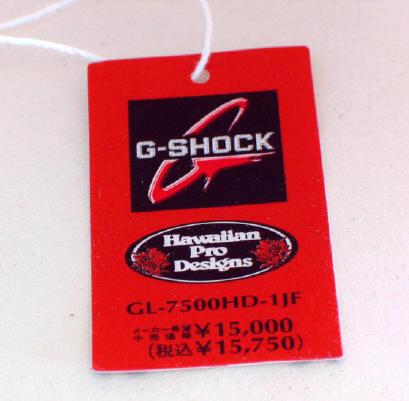 G-SHOCK
Hawaiian
Pro
Designs
GL-7500HD-1JF
メーカー希望
小売価格 ¥15,000
(税込¥15,750)